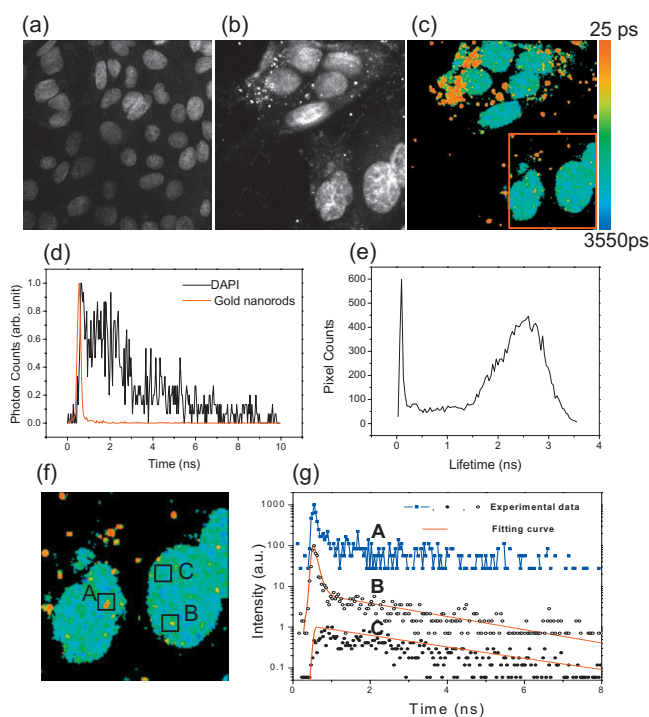 (a)
(b)
(c)
25 ps
3550ps
(d)
1.0
0.8
0.6
0.4
0.2
0.0
Photon Counts (arb. unit)
DAPI
Gold nanorods
0 2 4 6 8 10
Time (ns)
(e)
600
500
400
300
200
100
0
Pixel Counts
0 1 2 3 4
Lifetime (ns)
(f)
A
C
B
(g)
1000
100
10
1
0.1
Intensity (a.u.)
, , Experimental data
Fitting curve
A
B
C
0 2 4 6 8
Time (ns)